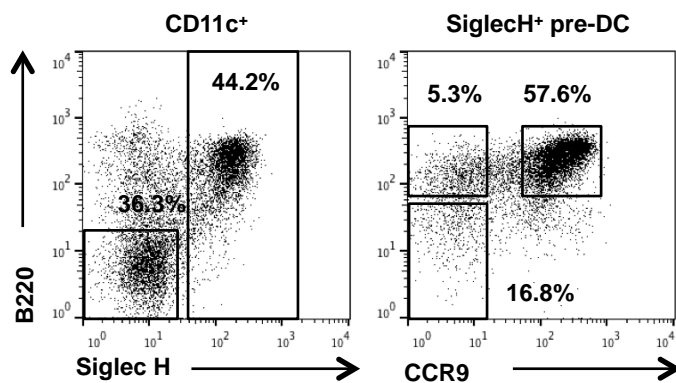 CD11c⁺
SiglecH⁺ pre-DC
10⁴
10³
10²
10¹
10⁰
44.2%
36.3%
10⁰ 10¹ 10² 10³ 10⁴
10⁴
10³
10²
10¹
10⁰
5.3% 57.6%
16.8%
10⁰ 10¹ 10² 10³ 10⁴
B220
Siglec H
CCR9